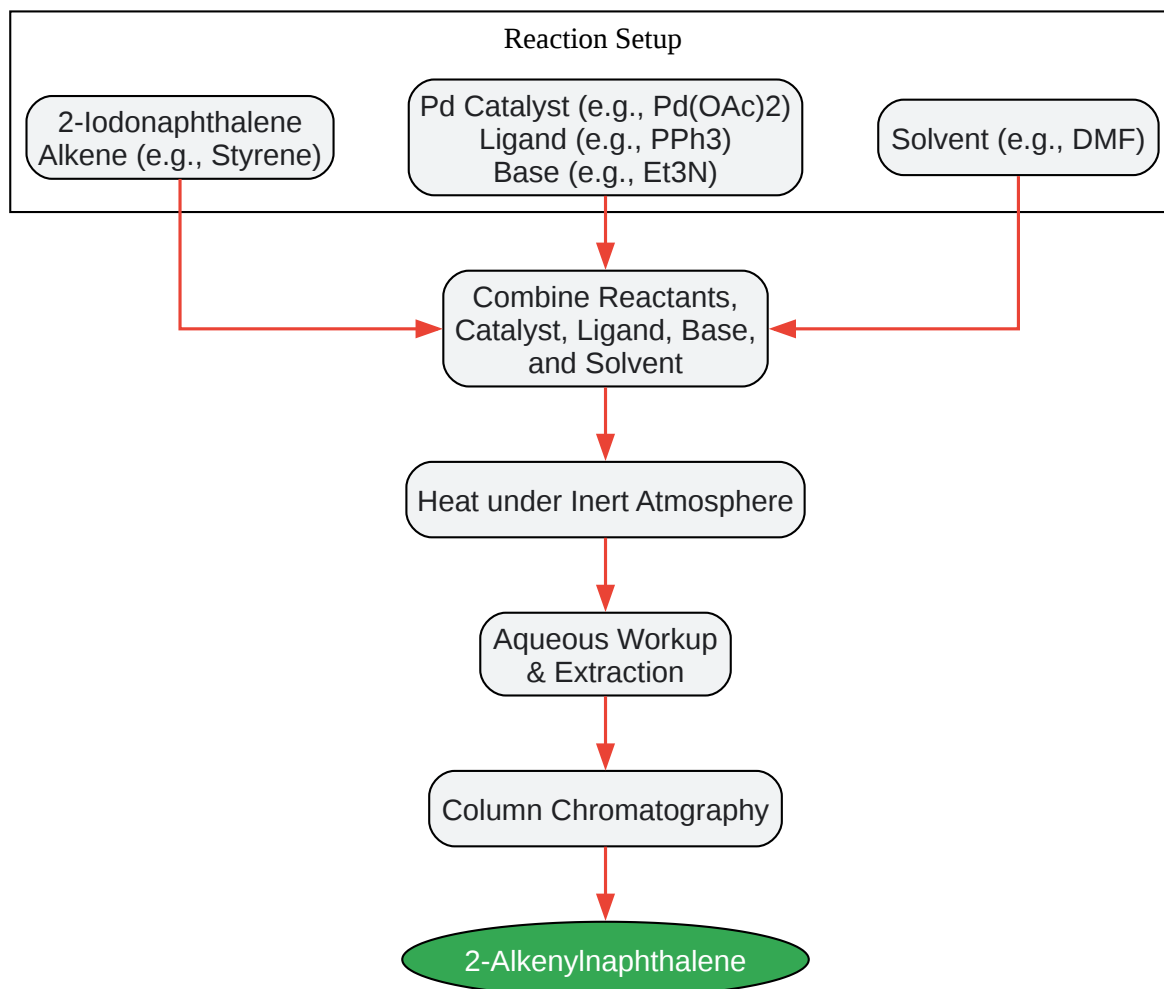 Reaction Setup
2-Iodonaphthalene
Alkene (e.g., Styrene)
Pd Catalyst (e.g., Pd(OAc)2)
Ligand (e.g., PPh3)
Base (e.g., Et3N)
Solvent (e.g., DMF)
Combine Reactants,
Catalyst, Ligand, Base,
and Solvent
Heat under Inert Atmosphere
Aqueous Workup
& Extraction
Column Chromatography
2-Alkenylnaphthalene